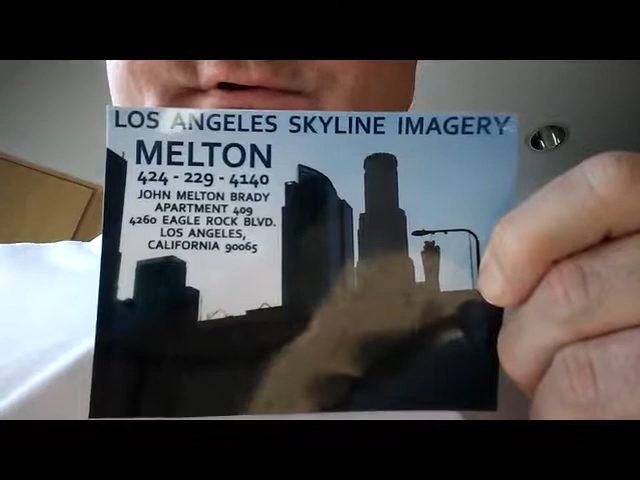 LOS ANGELES SKYLINE IMAGERY
MELTON
424 - 229 - 4140
JOHN MELTON BRADY
APARTMENT 409
4260 EAGLE ROCK BLVD.
LOS ANGELES,
CALIFORNIA 90065